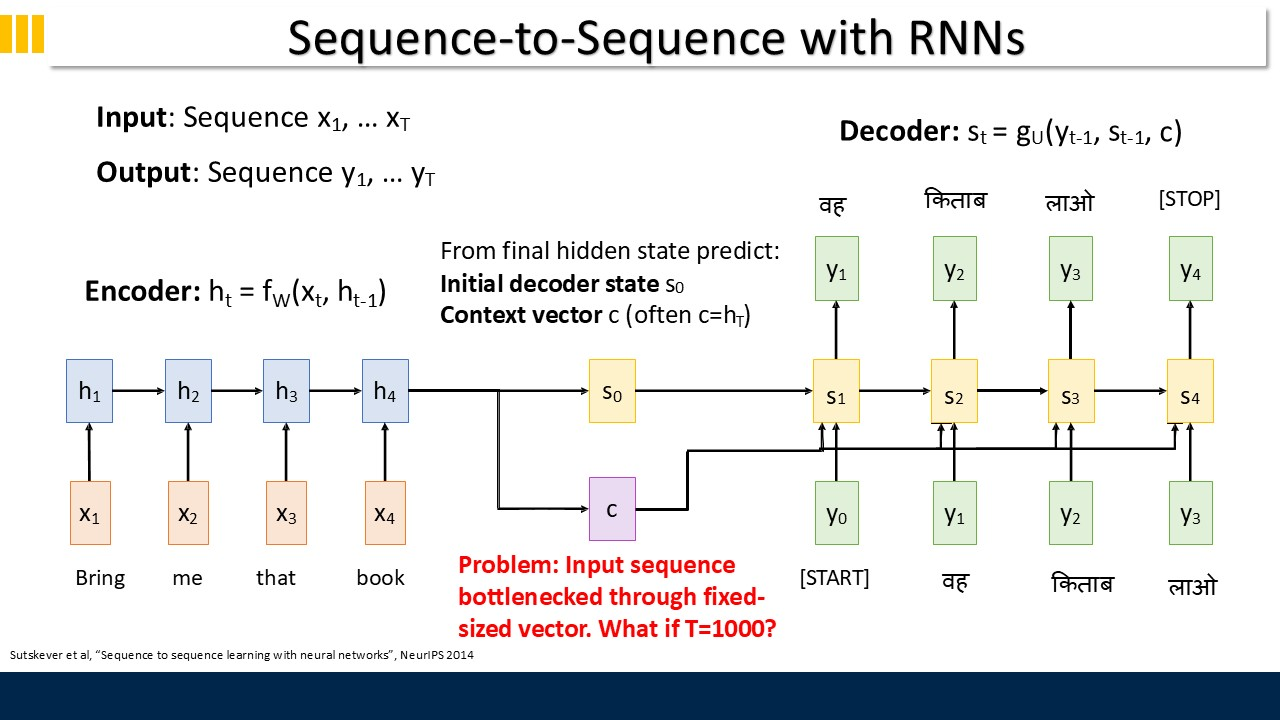 Sequence-to-Sequence with RNNs
Input: Sequence x1, … xT
Output: Sequence y1, … yT
Decoder: st = gU(yt-1, st-1, c)
वह किताब लाओ [STOP]
From final hidden state predict:
Initial decoder state s0
Context vector c (often c=hT)
Encoder: ht = fW(xt, ht-1)
y1 y2 y3 y4
h1 h2 h3 h4 s0 s1 s2 s3 s4
x1 x2 x3 x4 c y0 y1 y2 y3
Bring me that book [START] वह किताब लाओ
Problem: Input sequence
bottlenecked through fixed-
sized vector. What if T=1000?
Sutskever et al, “Sequence to sequence learning with neural networks”, NeurIPS 2014